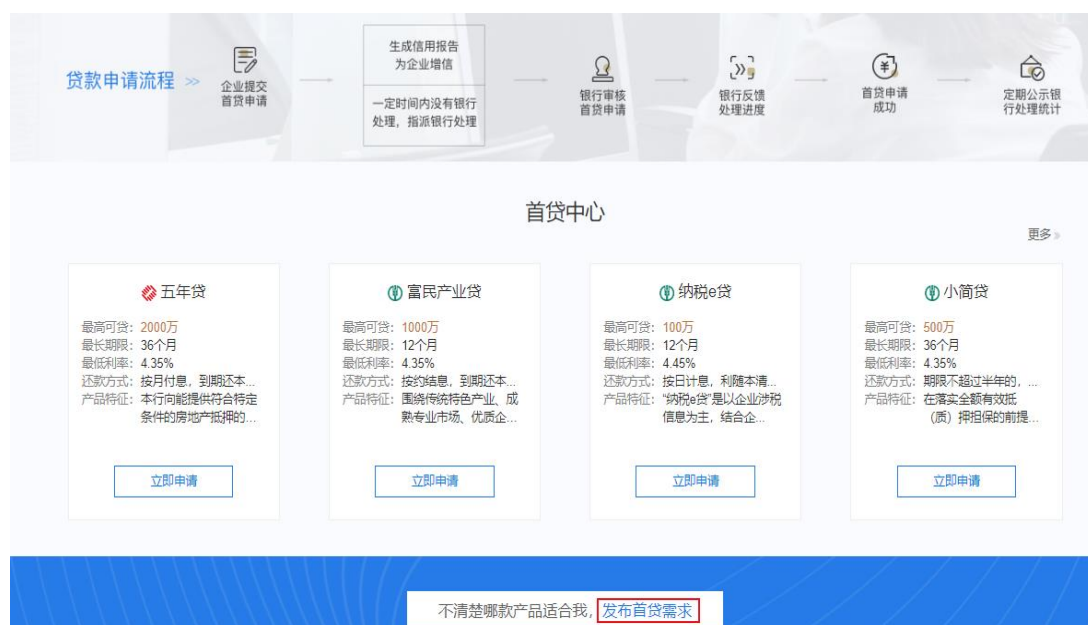 贷款申请流程 »
企业提交
首贷申请
生成信用报告
为企业增信
一定时间内没有银行
处理，指派银行处理
银行审核
首贷申请
银行反馈
处理进度
首贷申请
成功
定期公示银
行处理统计
首贷中心
更多 »
五年贷
最高可贷：2000万
最长期限：36个月
最低利率：4.35%
还款方式：按月付息，到期还本...
产品特征：本行向能提供符合特定
条件的房地产抵押的...
立即申请
富民产业贷
最高可贷：1000万
最长期限：12个月
最低利率：4.35%
还款方式：按约结息，到期还本...
产品特征：围绕传统特色产业、成
熟专业市场、优质企...
立即申请
纳税e贷
最高可贷：100万
最长期限：12个月
最低利率：4.45%
还款方式：按日计息，利随本清...
产品特征：“纳税e贷”是以企业涉税
信息为主，结合企...
立即申请
小简贷
最高可贷：500万
最长期限：36个月
最低利率：4.35%
还款方式：期限不超过半年的，...
产品特征：在落实全额有效抵
（质）押担保的前提...
立即申请
不清楚哪款产品适合我，发布首贷需求